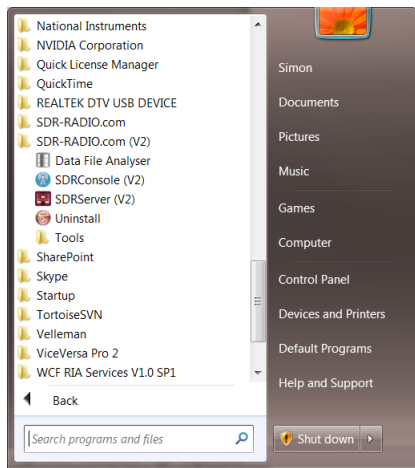 National Instruments
NVIDIA Corporation
Quick License Manager
QuickTime
REALTEK DTV USB DEVICE
SDR-RADIO.com
SDR-RADIO.com (V2)
Data File Analyser
SDRConsole (V2)
SDRServer (V2)
Uninstall
Tools
SharePoint
Skype
Startup
TortoiseSVN
Velleman
ViceVersa Pro 2
WCF RIA Services V1.0 SP1
Back
Search programs and files
Simon
Documents
Pictures
Music
Games
Computer
Control Panel
Devices and Printers
Default Programs
Help and Support
Shut down